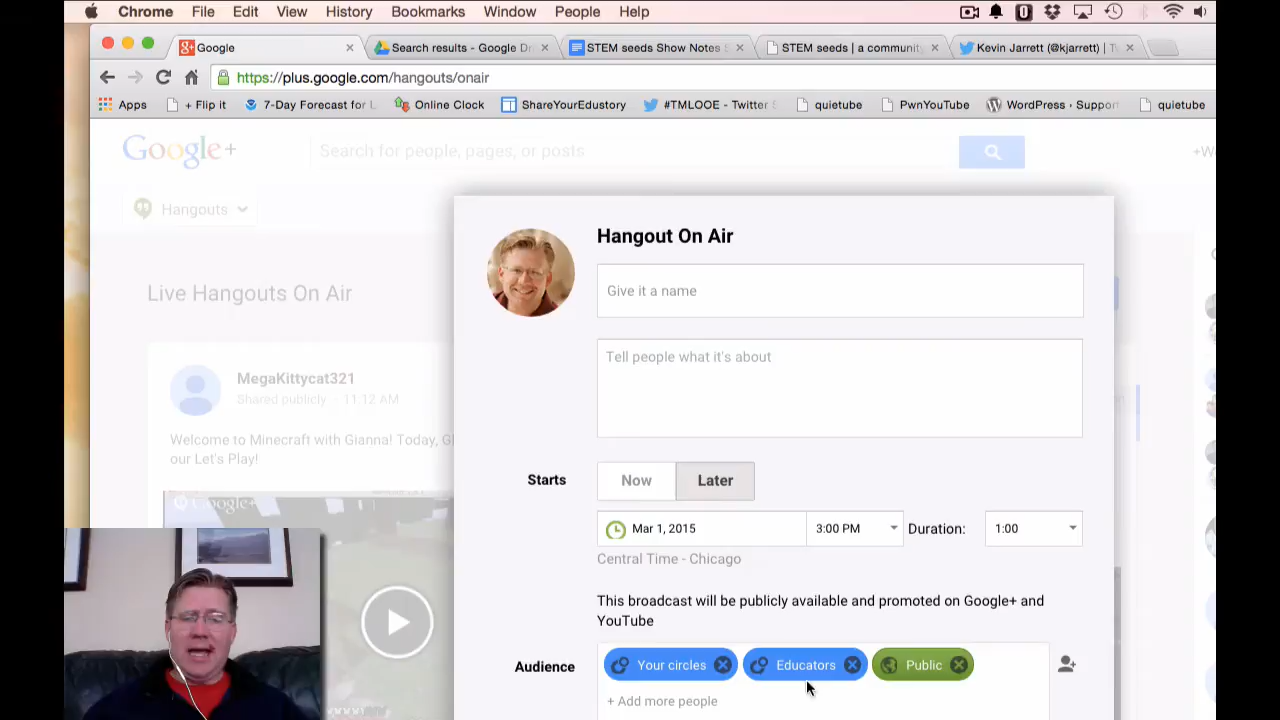 Chrome File Edit View History Bookmarks Window People Help
Google
Search results - Google Dr
STEM seeds Show Notes S
STEM seeds | a communit
Kevin Jarrett (@kjarrett) | T
https://plus.google.com/hangouts/onair
Apps + Flip it 7-Day Forecast for L Online Clock ShareYourEdustory #TMLOOE - Twitter S quietube PwnYouTube WordPress · Support quietube
Google+
Search for people, pages, or posts
+W
Hangouts
Hangout On Air
Give it a name
Live Hangouts On Air
Tell people what it's about
MegaKittycat321
Shared publicly 11:12 AM
Welcome to Minecraft with Gianna! Today, G
our Let's Play!
Starts Now Later
Google+
Mar 1, 2015 3:00 PM Duration: 1:00
Central Time - Chicago
This broadcast will be publicly available and promoted on Google+ and
YouTube
Audience Your circles Educators Public
+ Add more people